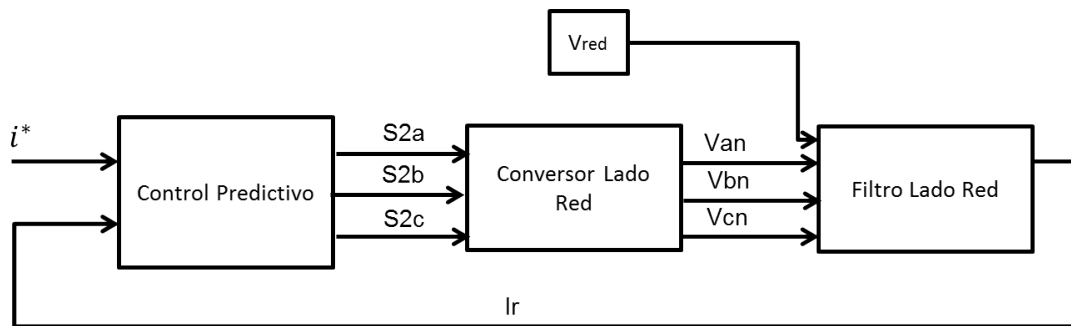 Vred
i*
Control Predictivo
S2a
S2b
S2c
Conversor Lado
Red
Van
Vbn
Vcn
Filtro Lado Red
Ir